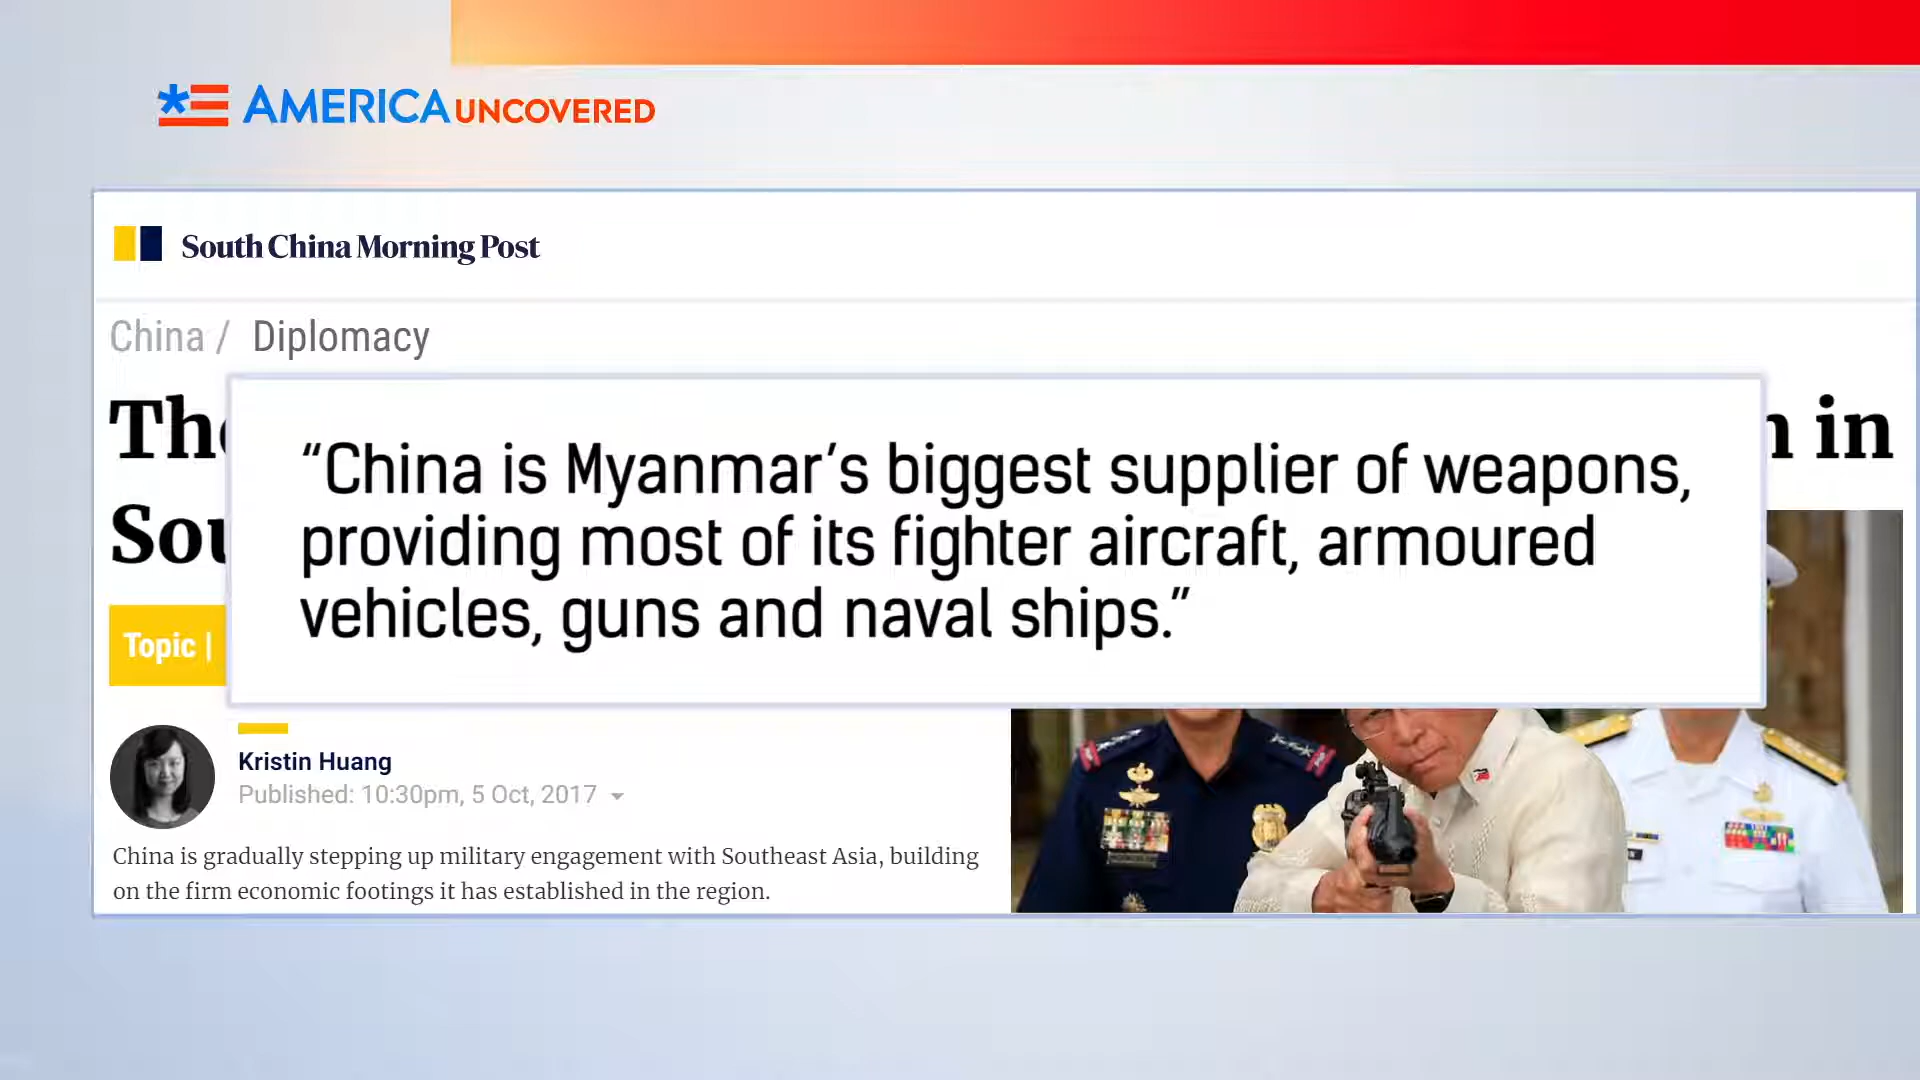 AMERICA UNCOVERED
South China Morning Post
China / Diplomacy
in
“China is Myanmar’s biggest supplier of weapons,
providing most of its fighter aircraft, armoured
vehicles, guns and naval ships.”
Topic |
Kristin Huang
Published: 10:30pm, 5 Oct, 2017
China is gradually stepping up military engagement with Southeast Asia, building
on the firm economic footings it has established in the region.